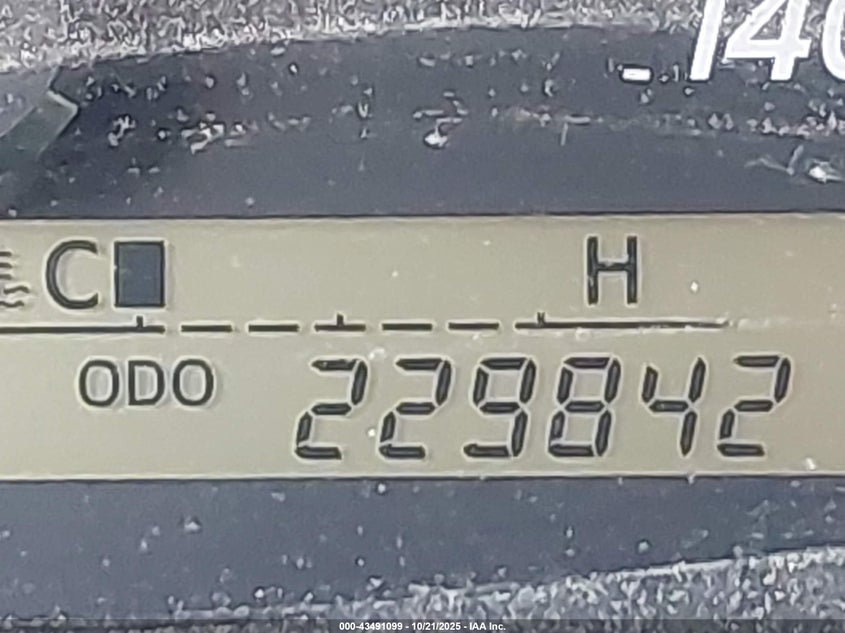 140
C H
ODO 229842
000-43491099 - 10/21/2025 - IAA Inc.